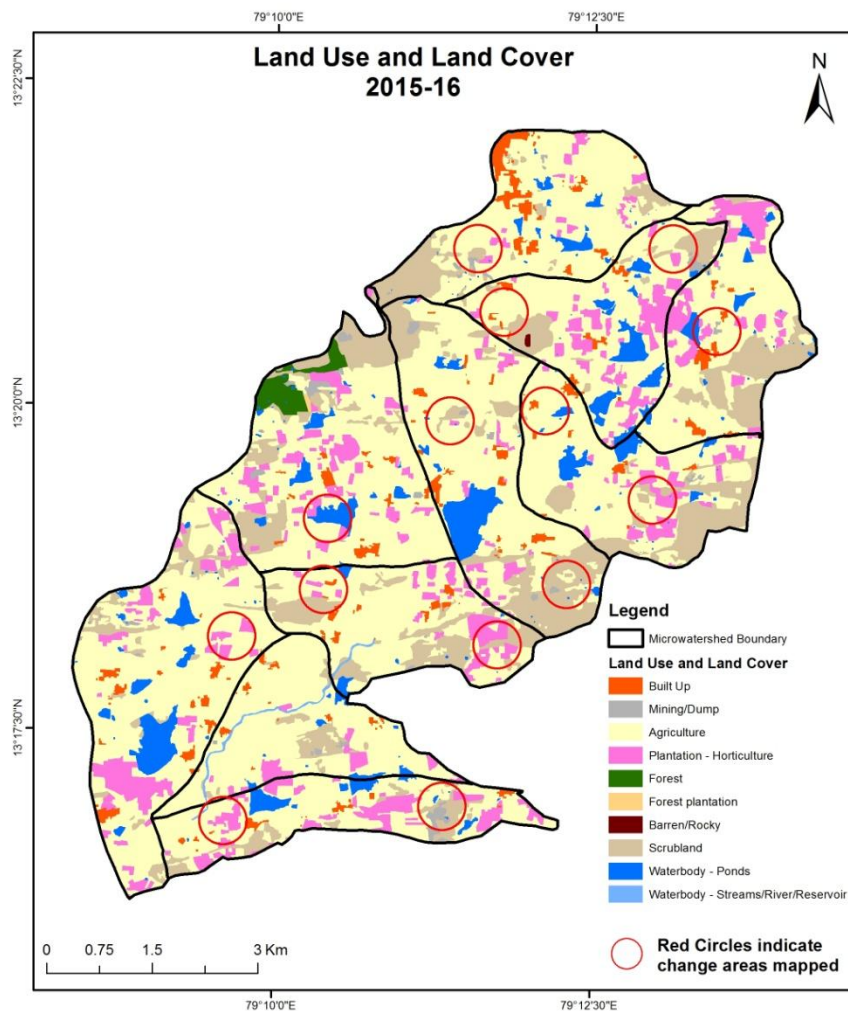 79°10'0"E
79°12'30"E
Land Use and Land Cover
2015-16
N
13°22'30"N
13°20'0"N
13°17'30"N
Legend
Microwatershed Boundary
Land Use and Land Cover
Built Up
Mining/Dump
Agriculture
Plantation - Horticulture
Forest
Forest plantation
Barren/Rocky
Scrubland
Waterbody - Ponds
Waterbody - Streams/River/Reservoir
Red Circles indicate
change areas mapped
0 0.75 1.5 3 Km
79°10'0"E
79°12'30"E